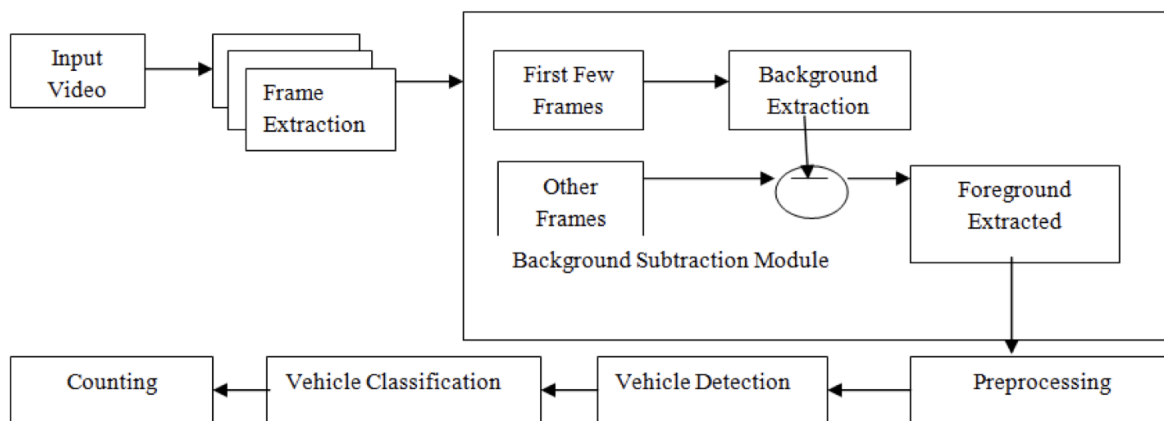 Input
Video
Frame
Extraction
First Few
Frames
Background
Extraction
Other
Frames
Foreground
Extracted
Background Subtraction Module
Counting
Vehicle Classification
Vehicle Detection
Preprocessing